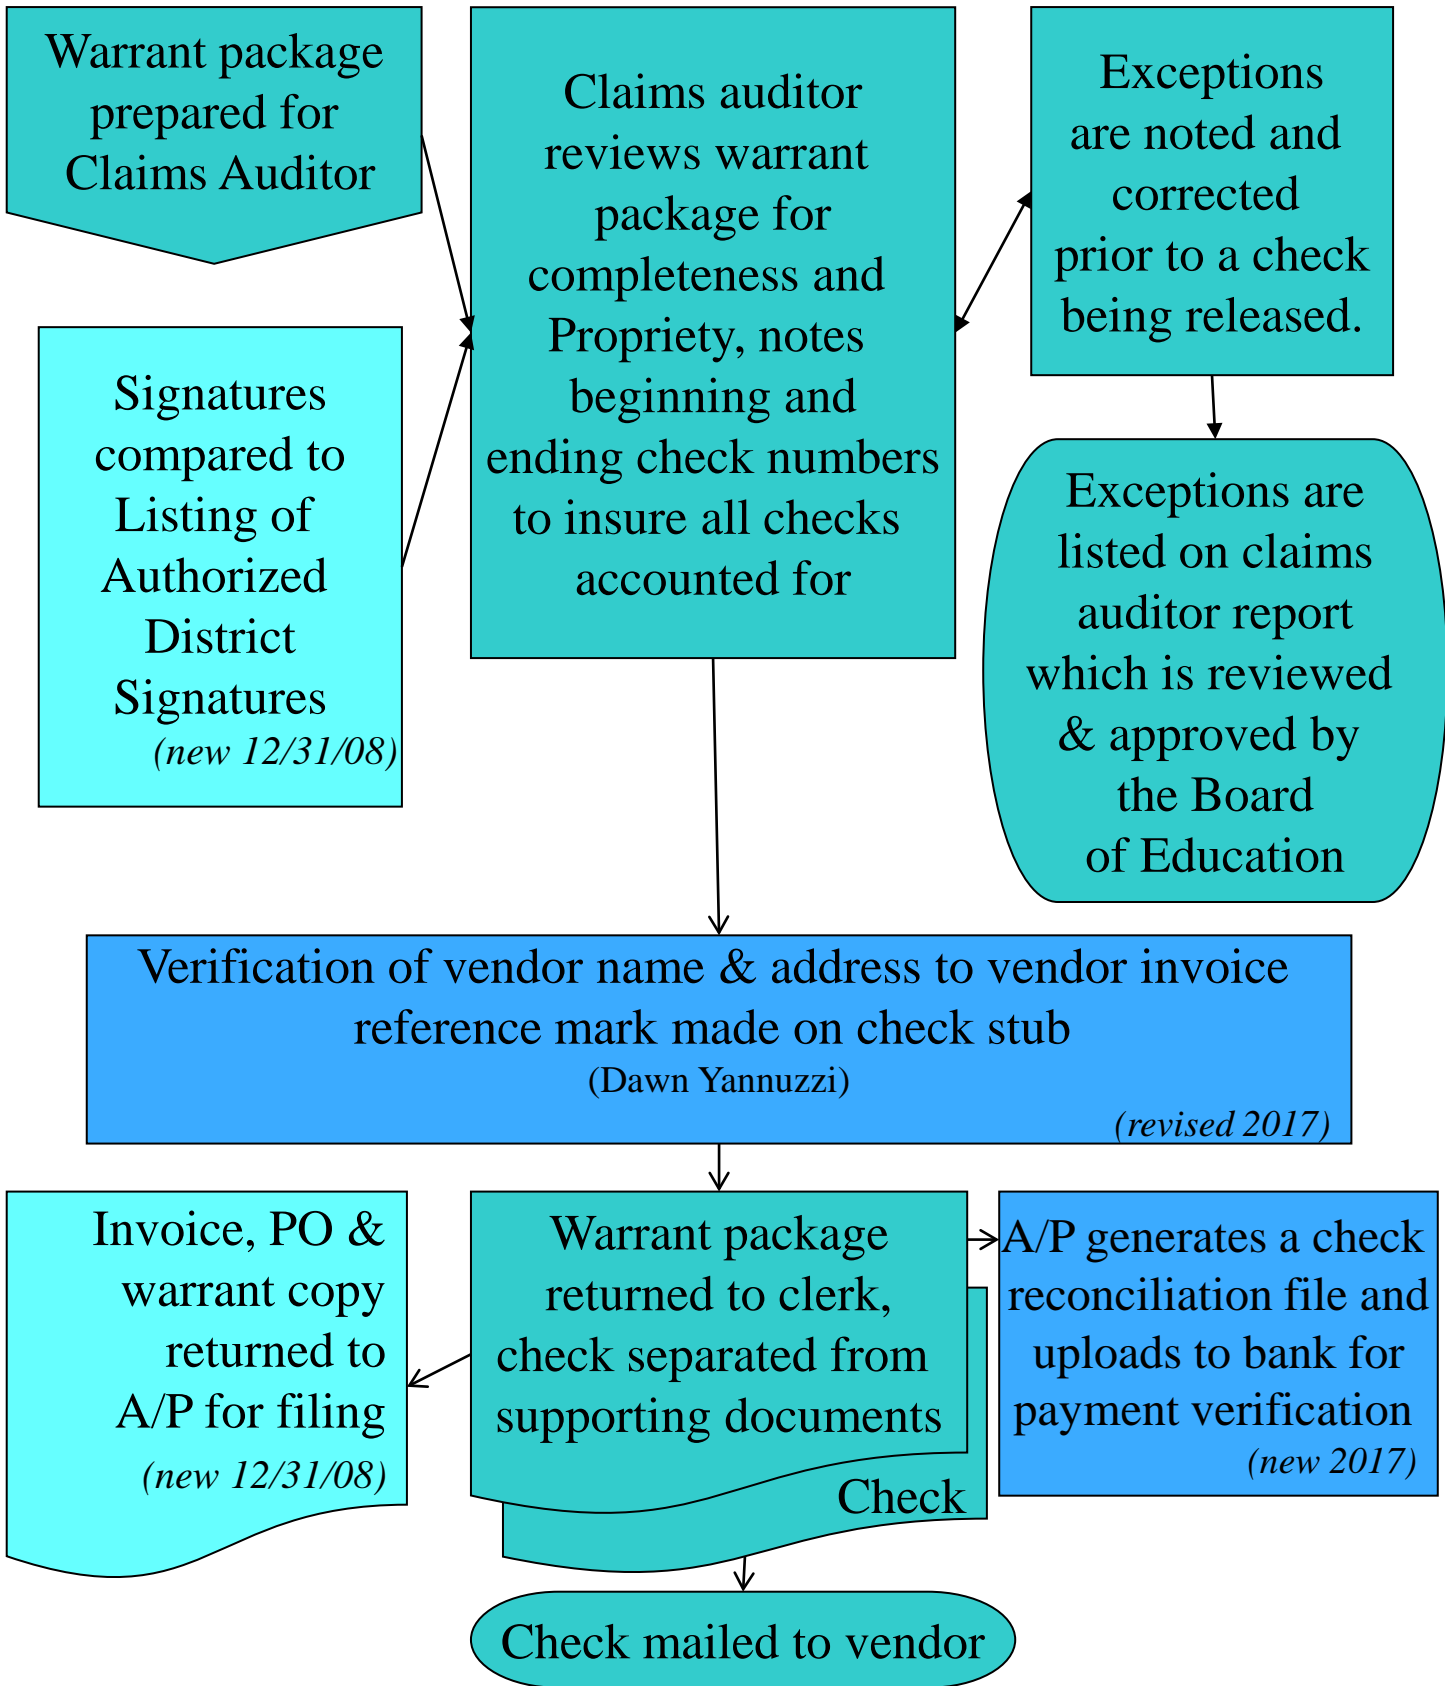 Warrant package
prepared for
Claims Auditor
Claims auditor
reviews warrant
package for
completeness and
Propriety, notes
beginning and
ending check numbers
to insure all checks
accounted for
Exceptions
are noted and
corrected
prior to a check
being released.
Signatures
compared to
Listing of
Authorized
District
Signatures
(new 12/31/08)
Exceptions are
listed on claims
auditor report
which is reviewed
& approved by
the Board
of Education
Verification of vendor name & address to vendor invoice
reference mark made on check stub
(Dawn Yannuzzi)
(revised 2017)
Invoice, PO &
warrant copy
returned to
A/P for filing
(new 12/31/08)
Warrant package
returned to clerk,
check separated from
supporting documents
Check
A/P generates a check
reconciliation file and
uploads to bank for
payment verification
(new 2017)
Check mailed to vendor